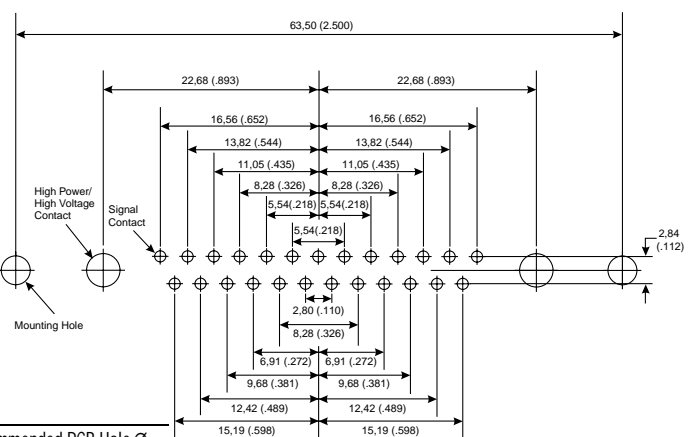 63,50 (2.500)
22,68 (.893) 22,68 (.893)
16,56 (.652) 16,56 (.652)
13,82 (.544) 13,82 (.544)
11,05 (.435) 11,05 (.435)
8,28 (.326) 8,28 (.326)
High Power/
High Voltage
Contact
Signal
Contact
5,54(.218) 5,54(.218)
5,54(.218)
2,84
(.112)
Mounting Hole
2,80 (.110)
8,28 (.326)
6,91 (.272) 6,91 (.272)
9,68 (.381) 9,68 (.381)
12,42 (.489) 12,42 (.489)
15,19 (.598) 15,19 (.598)